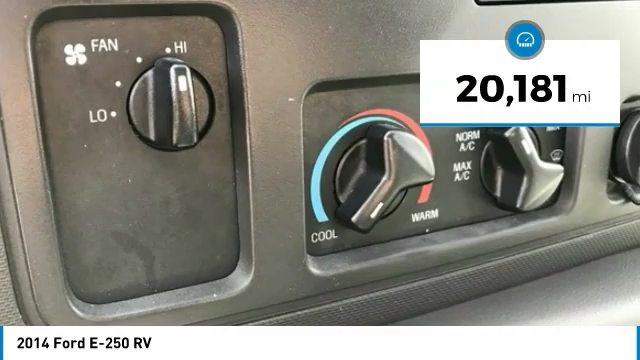 FAN
HI
LO
20,181 mi
NORM
A/C
MAX
A/C
COOL
WARM
2014 Ford E-250 RV